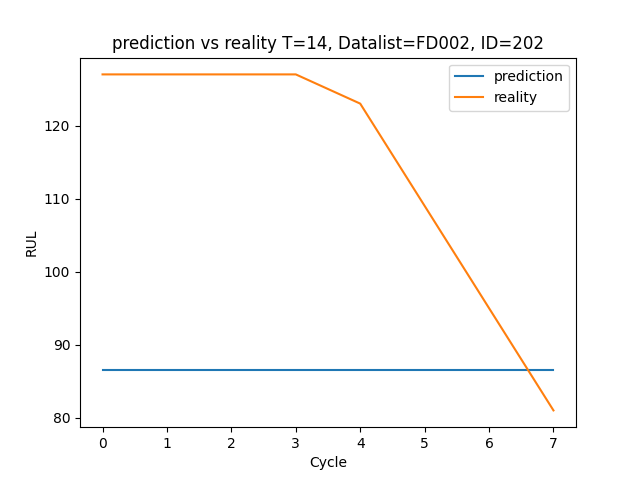 prediction vs reality T=14, Datalist=FD002, ID=202
prediction
reality
RUL
120
110
100
90
80
0 1 2 3 4 5 6 7
Cycle